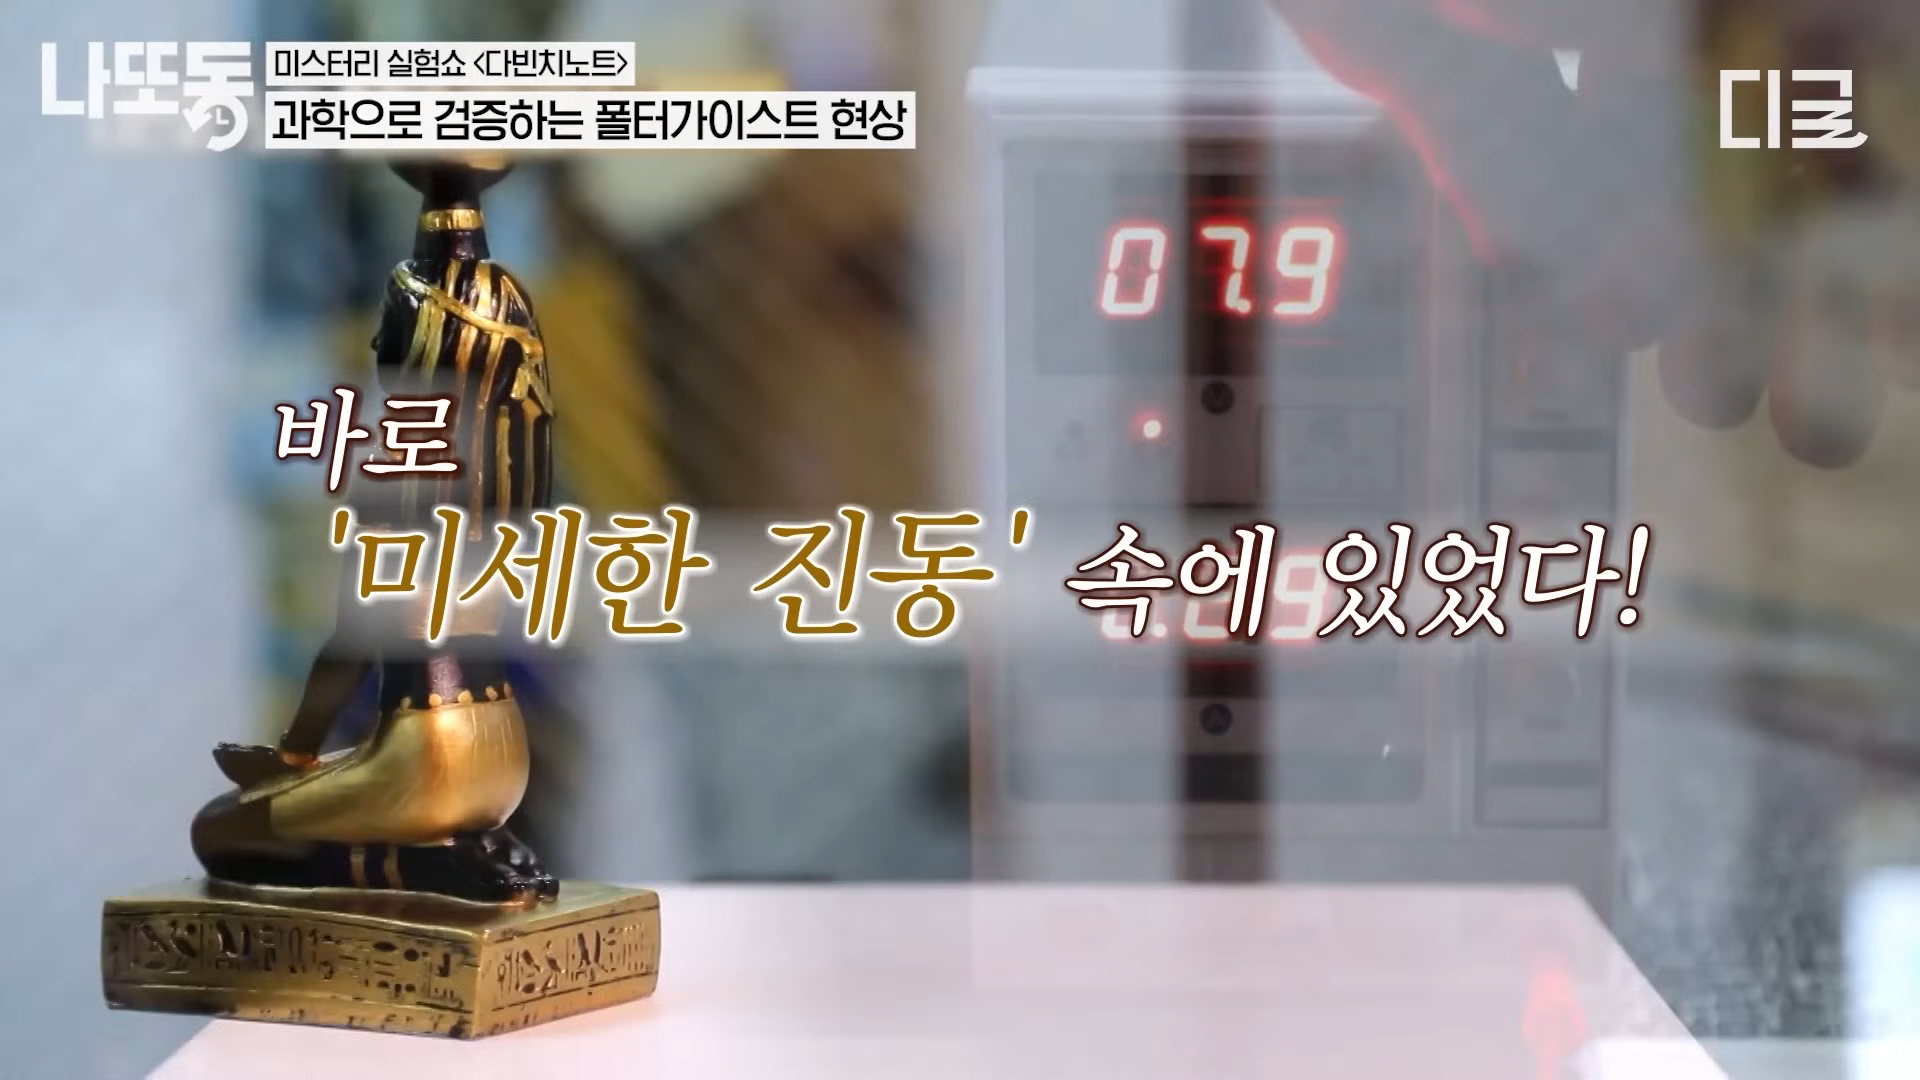 나또동
미스터리 실험쇼 <다빈치노트>
과학으로 검증하는 폴터가이스트 현상
디글
07.9
바로
'미세한 진동' 속에 있었다!